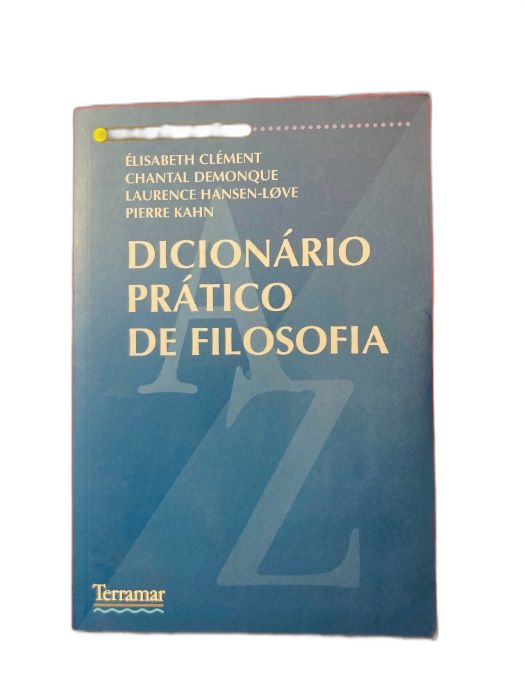 ÉLISABETH CLÉMENT
CHANTAL DEMONQUE
LAURENCE HANSEN-LØVE
PIERRE KAHN
DICIONÁRIO
PRÁTICO
DE FILOSOFIA
A
Z
Terramar